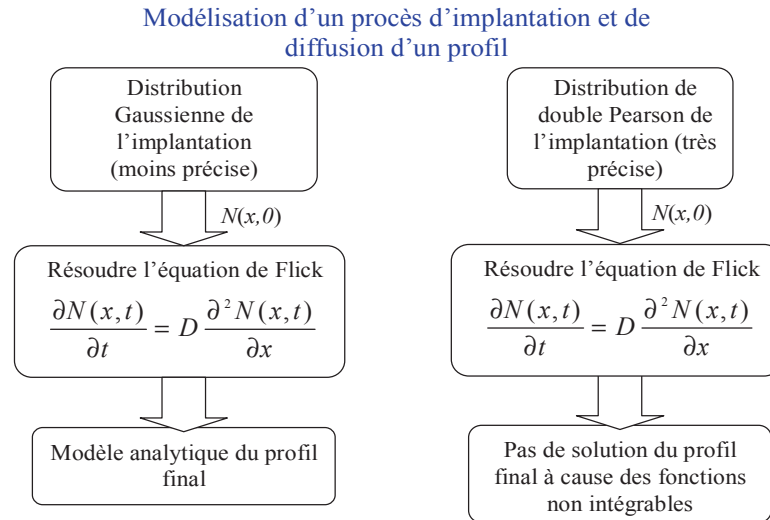 Modélisation d'un procès d'implantation et de
diffusion d'un profil
Distribution
Gaussienne de
l'implantation
(moins précise)
N(x,0)
Résoudre l'équation de Flick
∂N(x,t)/∂t = D ∂²N(x,t)/∂x
Modèle analytique du profil
final
Distribution de
double Pearson de
l'implantation (très
précise)
N(x,0)
Résoudre l'équation de Flick
∂N(x,t)/∂t = D ∂²N(x,t)/∂x
Pas de solution du profil
final à cause des fonctions
non intégrables